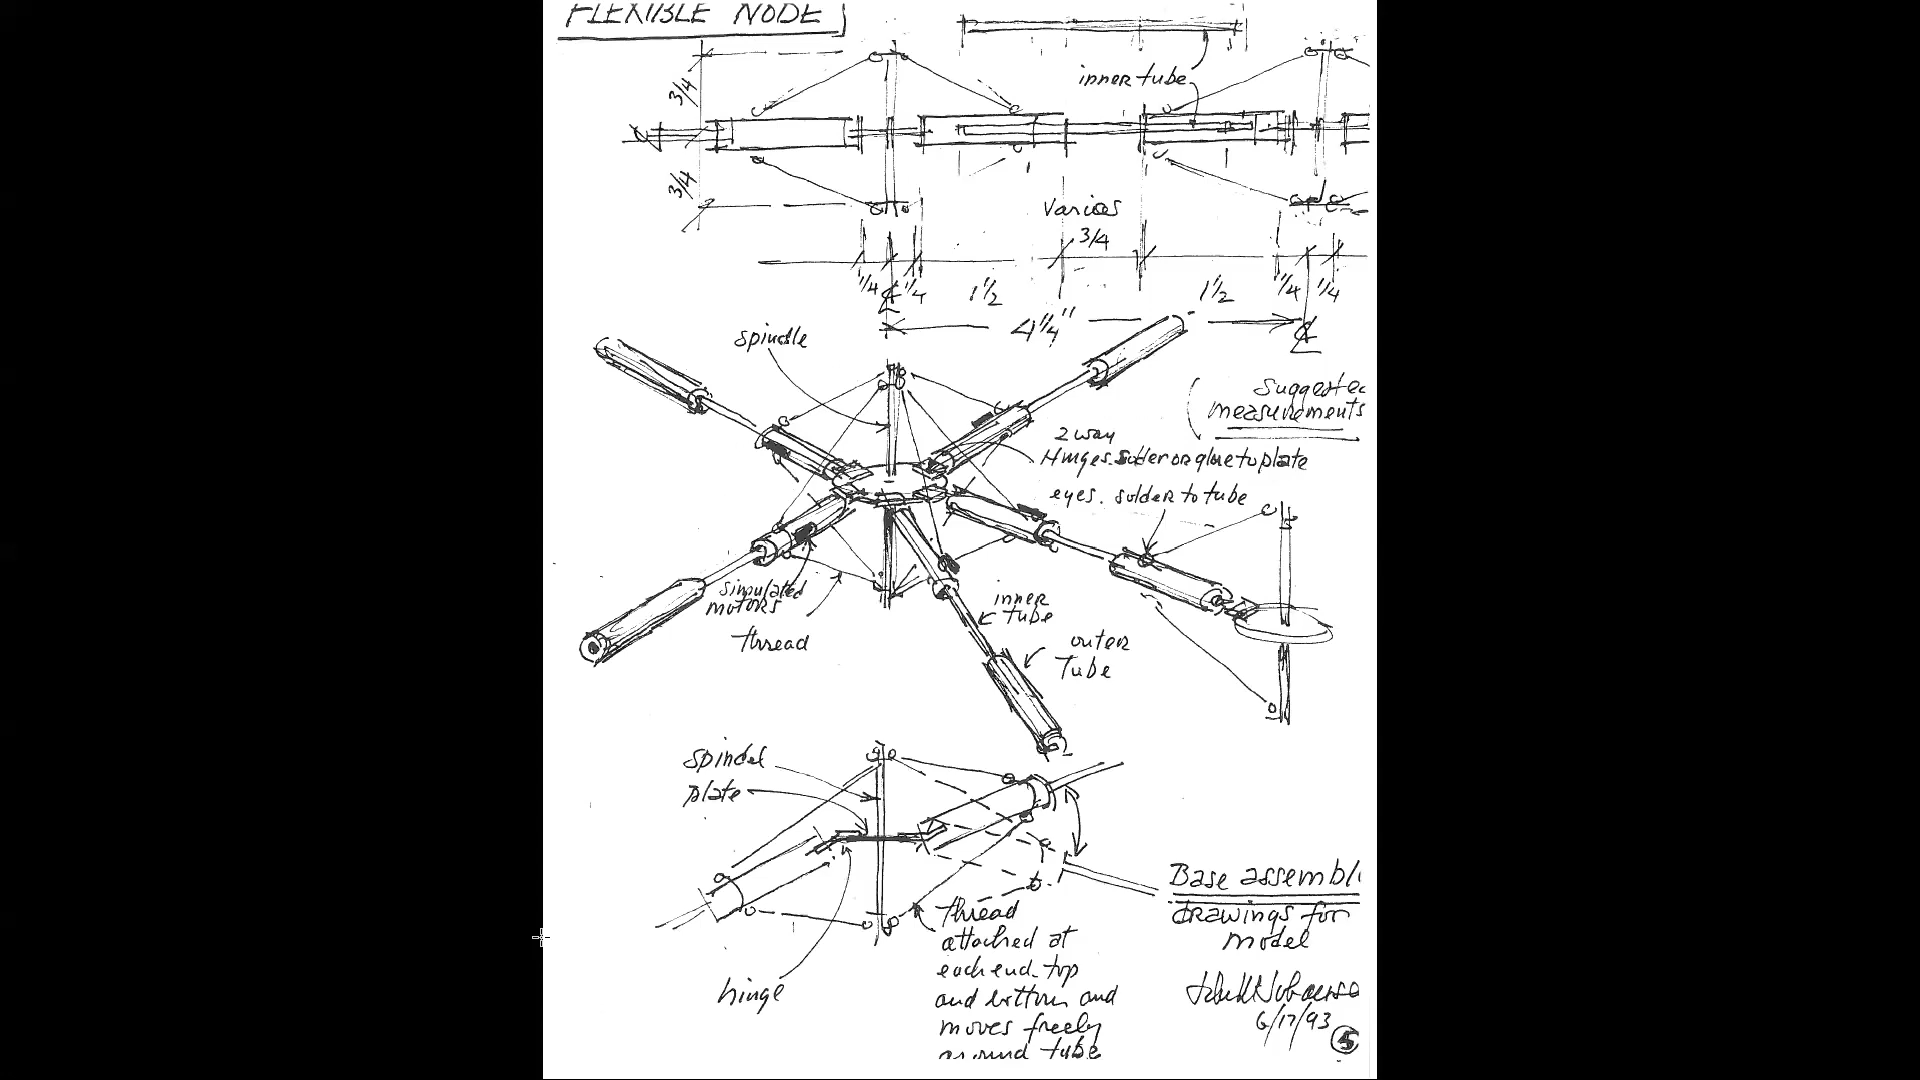 FLEXIBLE NODE
inner tube
3/4
3/4
Varies
3/4
1/4 ℄ 1/4 1 1/2 1 1/2 1/4 1/4
4 1/4" ℄
spindle
Suggested
measurements
2 way
Hinges. Solder or glue to plate
eyes. solder to tube
simulated
motors
thread
inner
tube
outer
Tube
spindel
plate
hinge
thread
attached at
each end. top
and bottom and
moves freely
around tube
Base assembl
drawings for
model
6/17/93
5